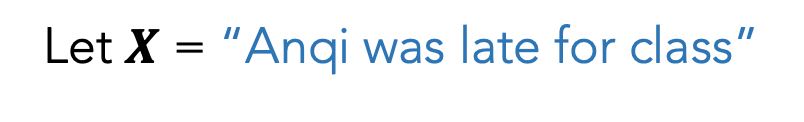 Let X = “Anqi was late for class”